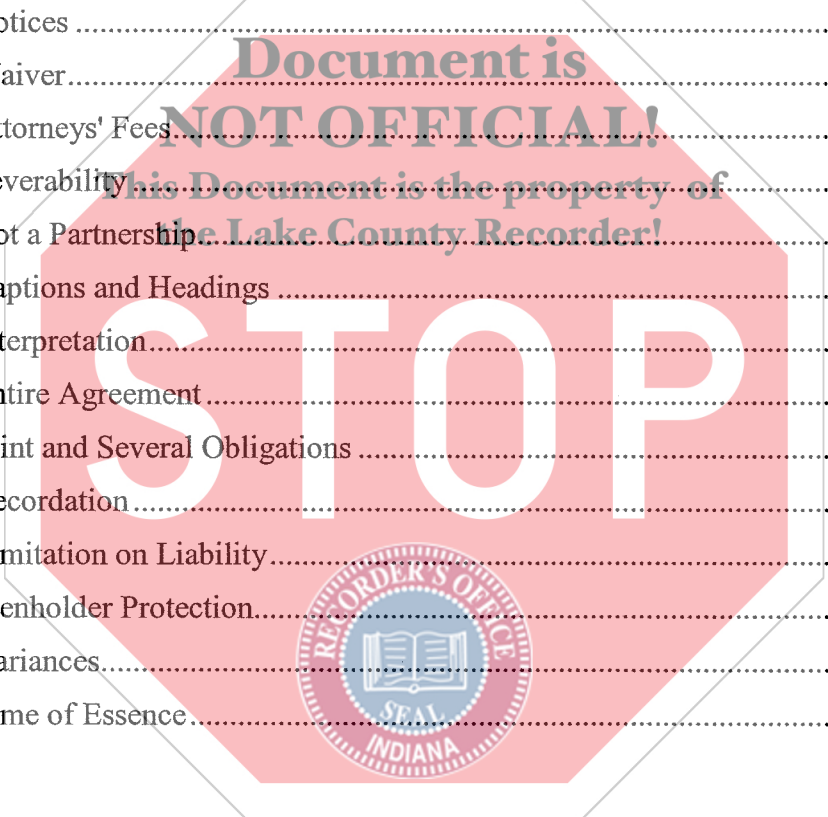 otices ........................................
Document is
aiver........................................
NOT OFFICIAL!
ttorneys' Fees........................................
This Document is the property of
everability........................................
the Lake County Recorder!
ot a Partnership........................................
aptions and Headings ........................................
terpretation........................................
ntire Agreement ........................................
int and Several Obligations ........................................
ecordation ........................................
mitation on Liability........................................
enholder Protection........................................
ariances........................................
me of Essence........................................
STOP
RECORDER'S OFFICE
SEAL
INDIANA